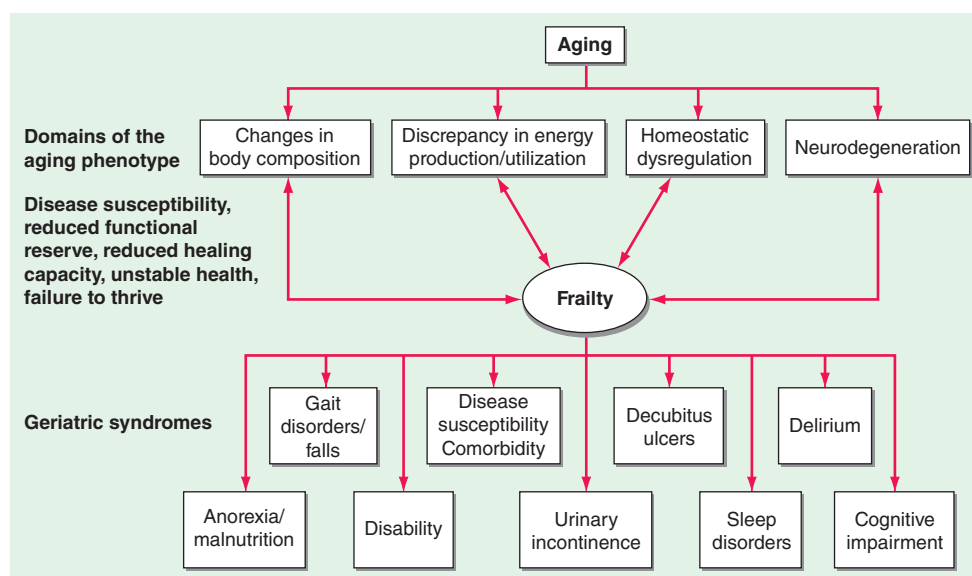 Aging
Domains of the
aging phenotype
Changes in
body composition
Discrepancy in energy
production/utilization
Homeostatic
dysregulation
Neurodegeneration
Disease susceptibility,
reduced functional
reserve, reduced healing
capacity, unstable health,
failure to thrive
Frailty
Geriatric syndromes
Gait
disorders/
falls
Disease
susceptibility
Comorbidity
Decubitus
ulcers
Delirium
Anorexia/
malnutrition
Disability
Urinary
incontinence
Sleep
disorders
Cognitive
impairment